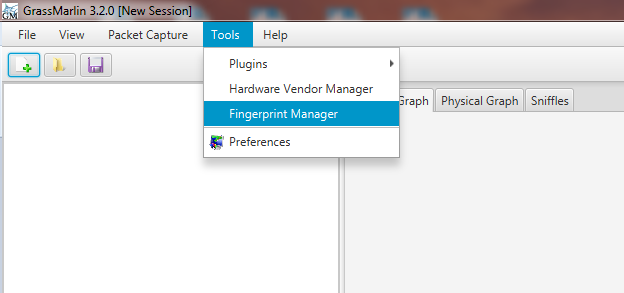 GM GrassMarlin 3.2.0 [New Session]
File View Packet Capture Tools Help
Plugins
Hardware Vendor Manager
Graph Physical Graph Sniffles
Fingerprint Manager
Preferences